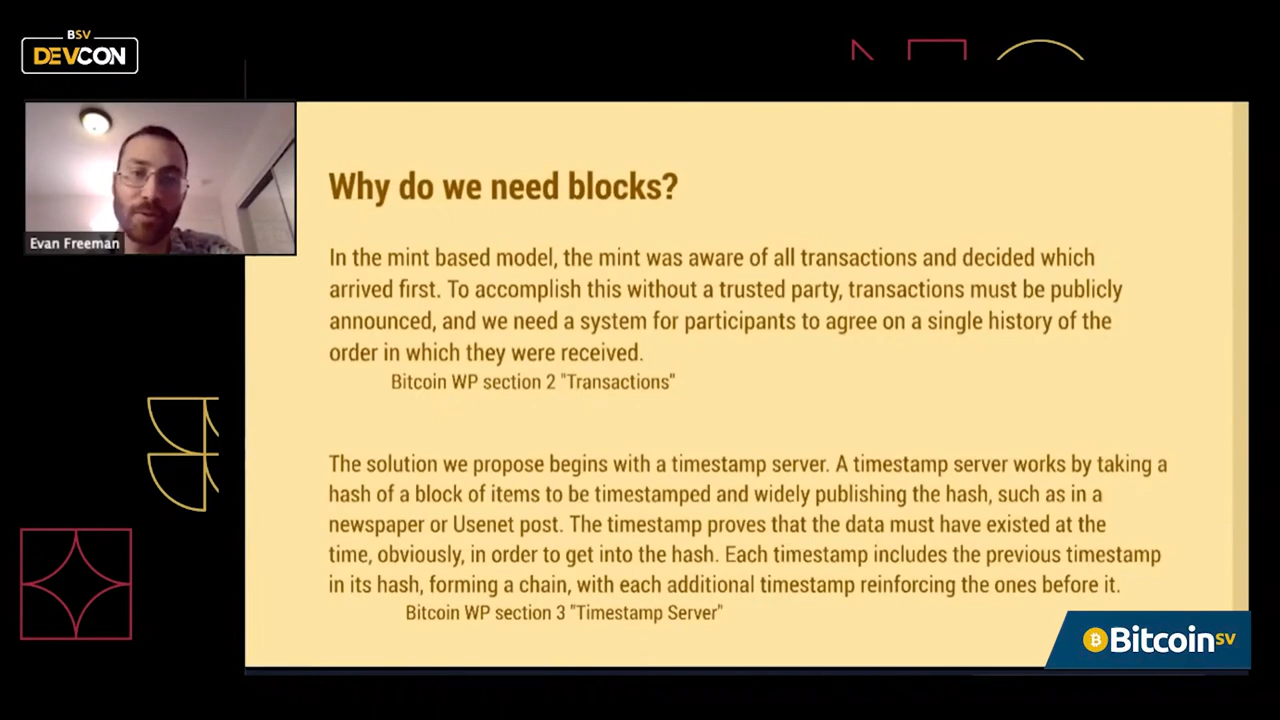 BSV
DEVCON
Evan Freeman
Why do we need blocks?
In the mint based model, the mint was aware of all transactions and decided which
arrived first. To accomplish this without a trusted party, transactions must be publicly
announced, and we need a system for participants to agree on a single history of the
order in which they were received.
Bitcoin WP section 2 "Transactions"
The solution we propose begins with a timestamp server. A timestamp server works by taking a
hash of a block of items to be timestamped and widely publishing the hash, such as in a
newspaper or Usenet post. The timestamp proves that the data must have existed at the
time, obviously, in order to get into the hash. Each timestamp includes the previous timestamp
in its hash, forming a chain, with each additional timestamp reinforcing the ones before it.
Bitcoin WP section 3 "Timestamp Server"
Bitcoin SV